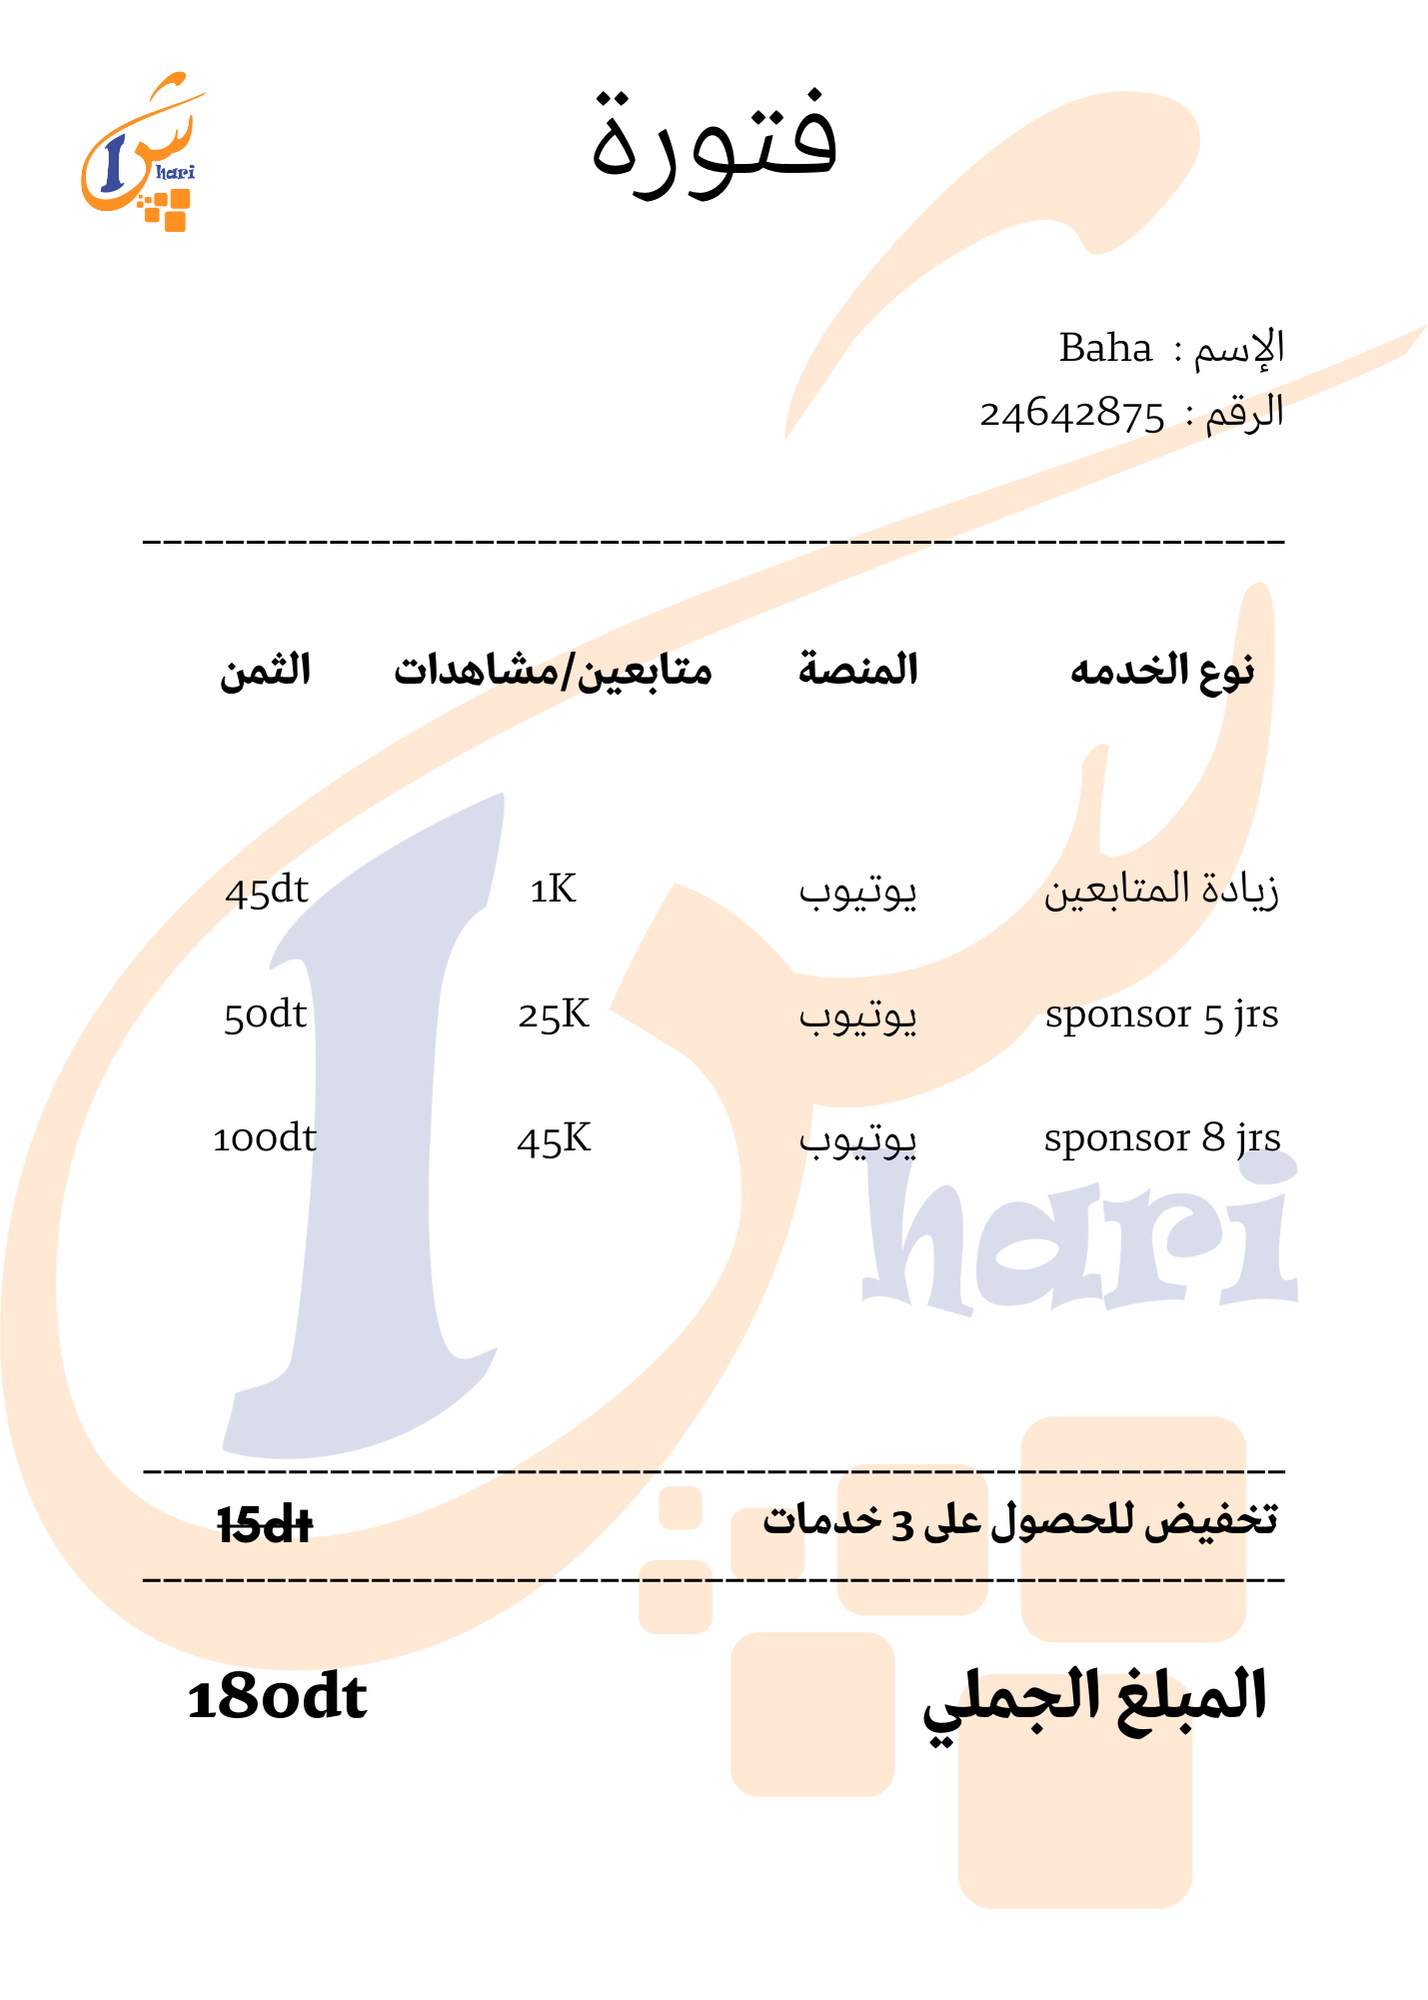 فتورة
hari
الإسم : Baha
الرقم : 24642875
نوع الخدمه المنصة متابعين/مشاهدات الثمن
زيادة المتابعين يوتيوب 1K 45dt
sponsor 5 jrs يوتيوب 25K 50dt
sponsor 8 jrs يوتيوب 45K 100dt
hari
تخفيض للحصول على 3 خدمات 15dt
المبلغ الجملي 180dt